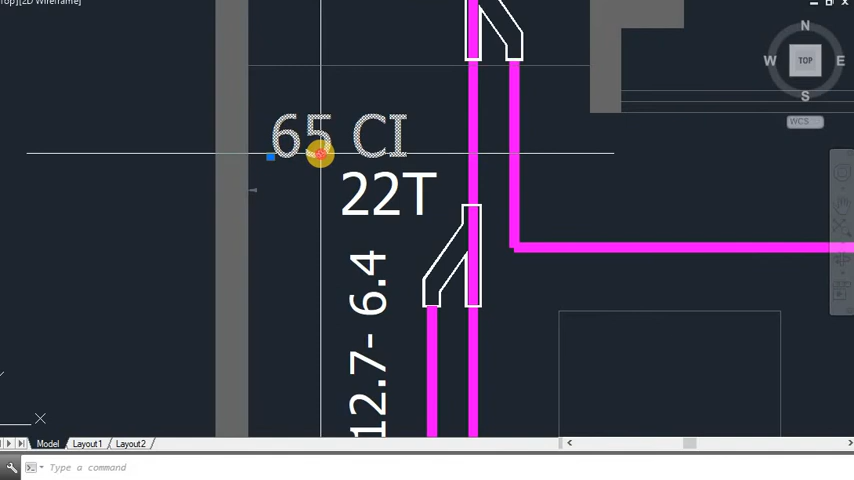 Top][2D Wireframe]
N
W TOP E
S
WCS
65 CI
22T
12.7- 6.4
Model Layout1 Layout2
Type a command